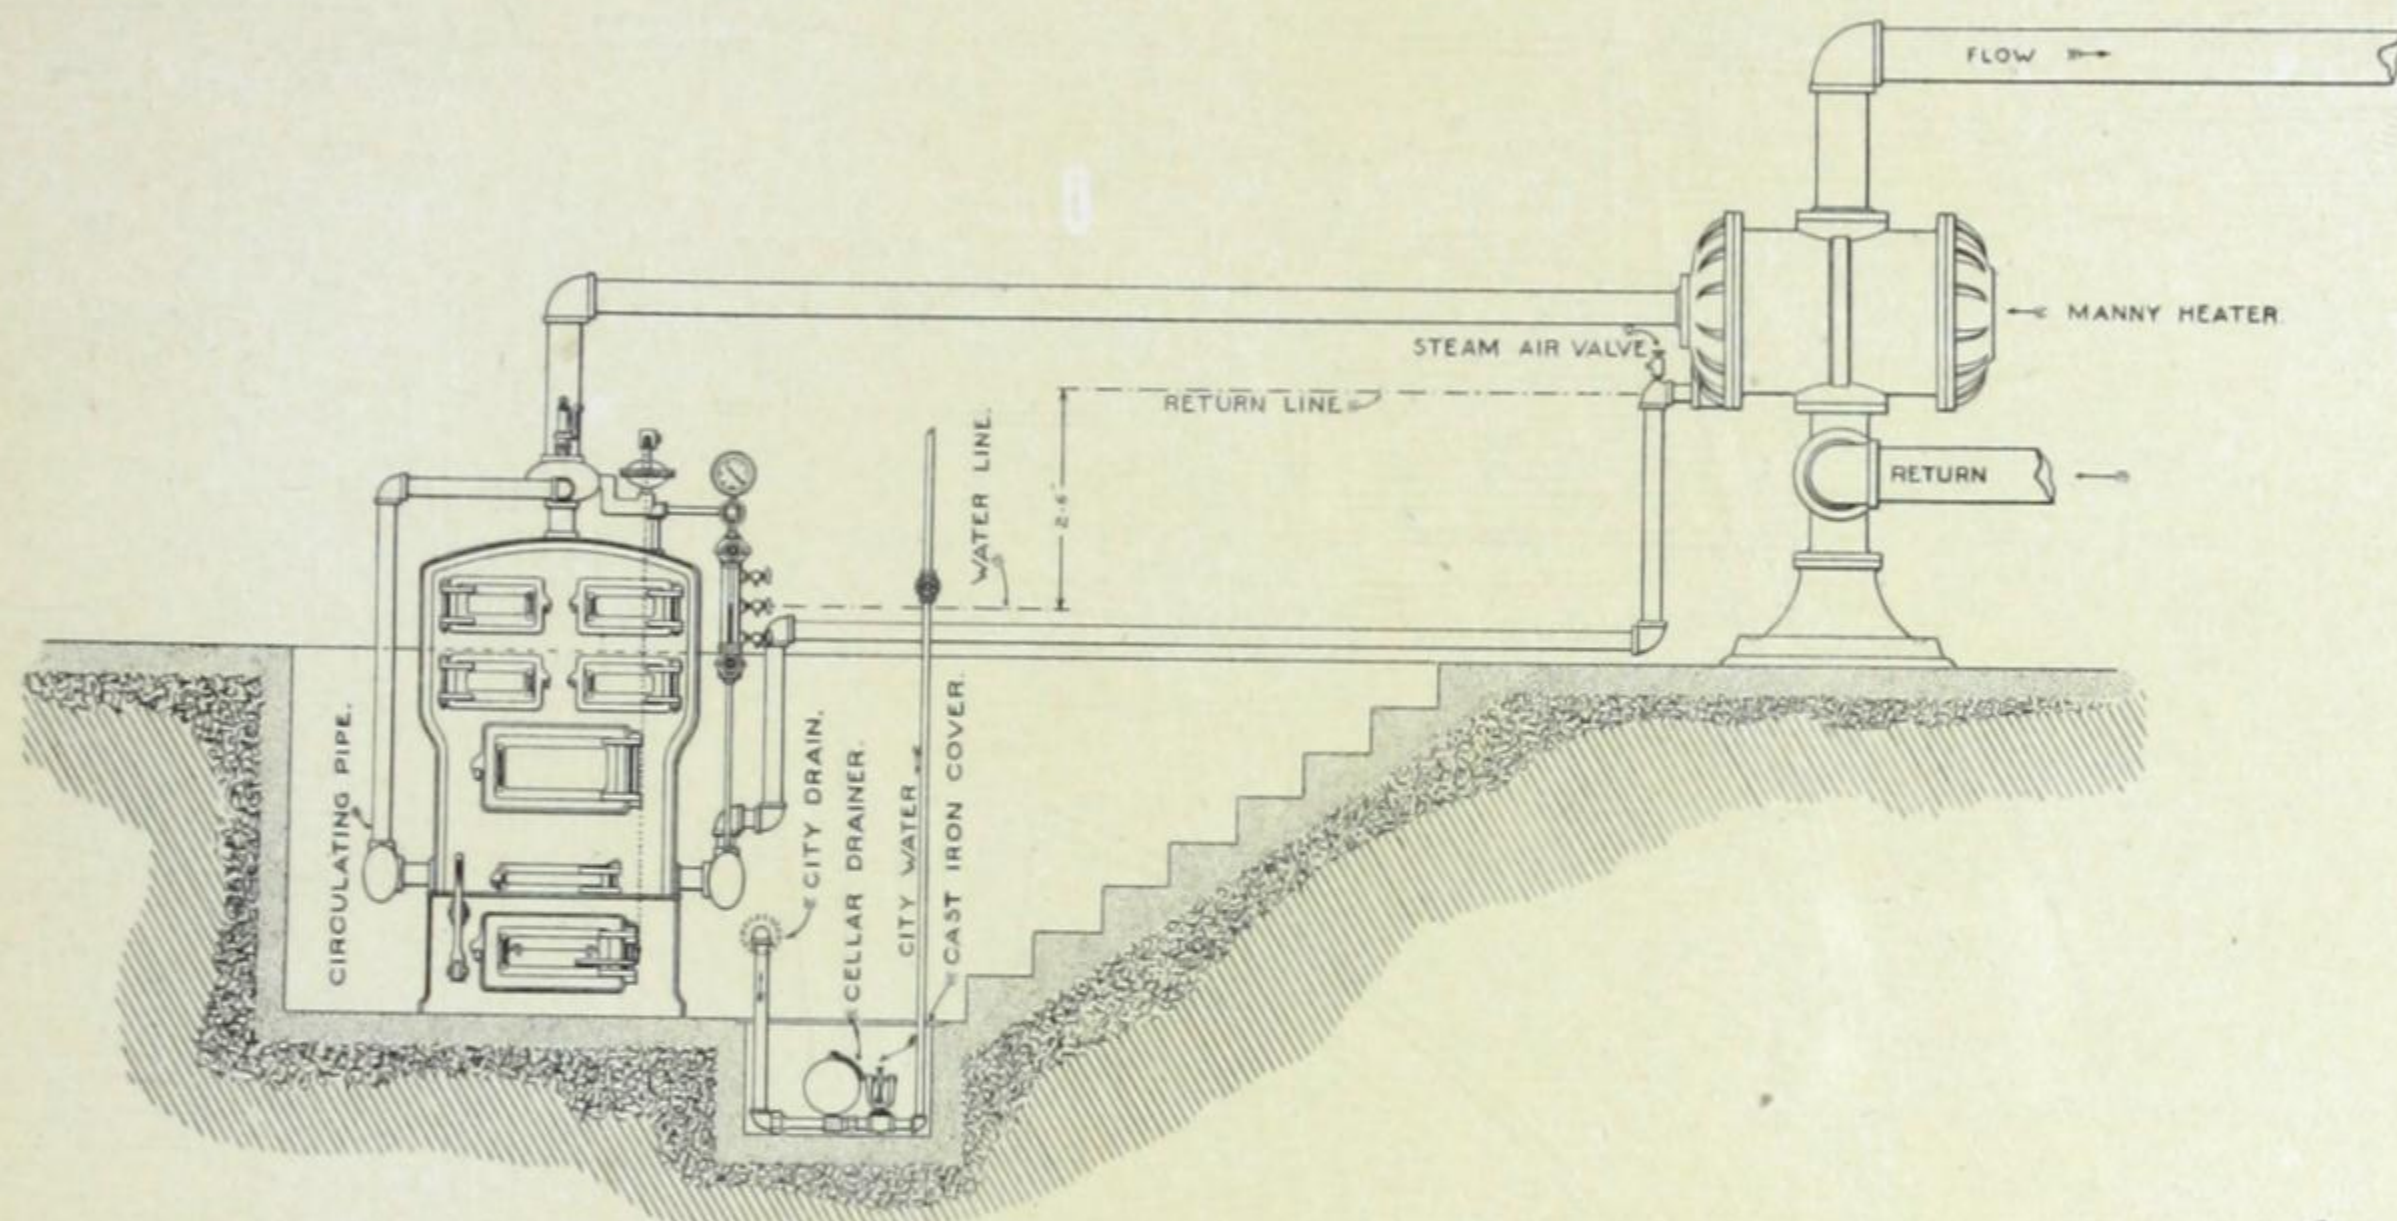 FLOW
MANNY HEATER.
STEAM AIR VALVE
RETURN LINE
WATER LINE.
2'-6"
RETURN
CIRCULATING PIPE.
CITY DRAIN.
CELLAR DRAINER.
CITY WATER
CAST IRON COVER.